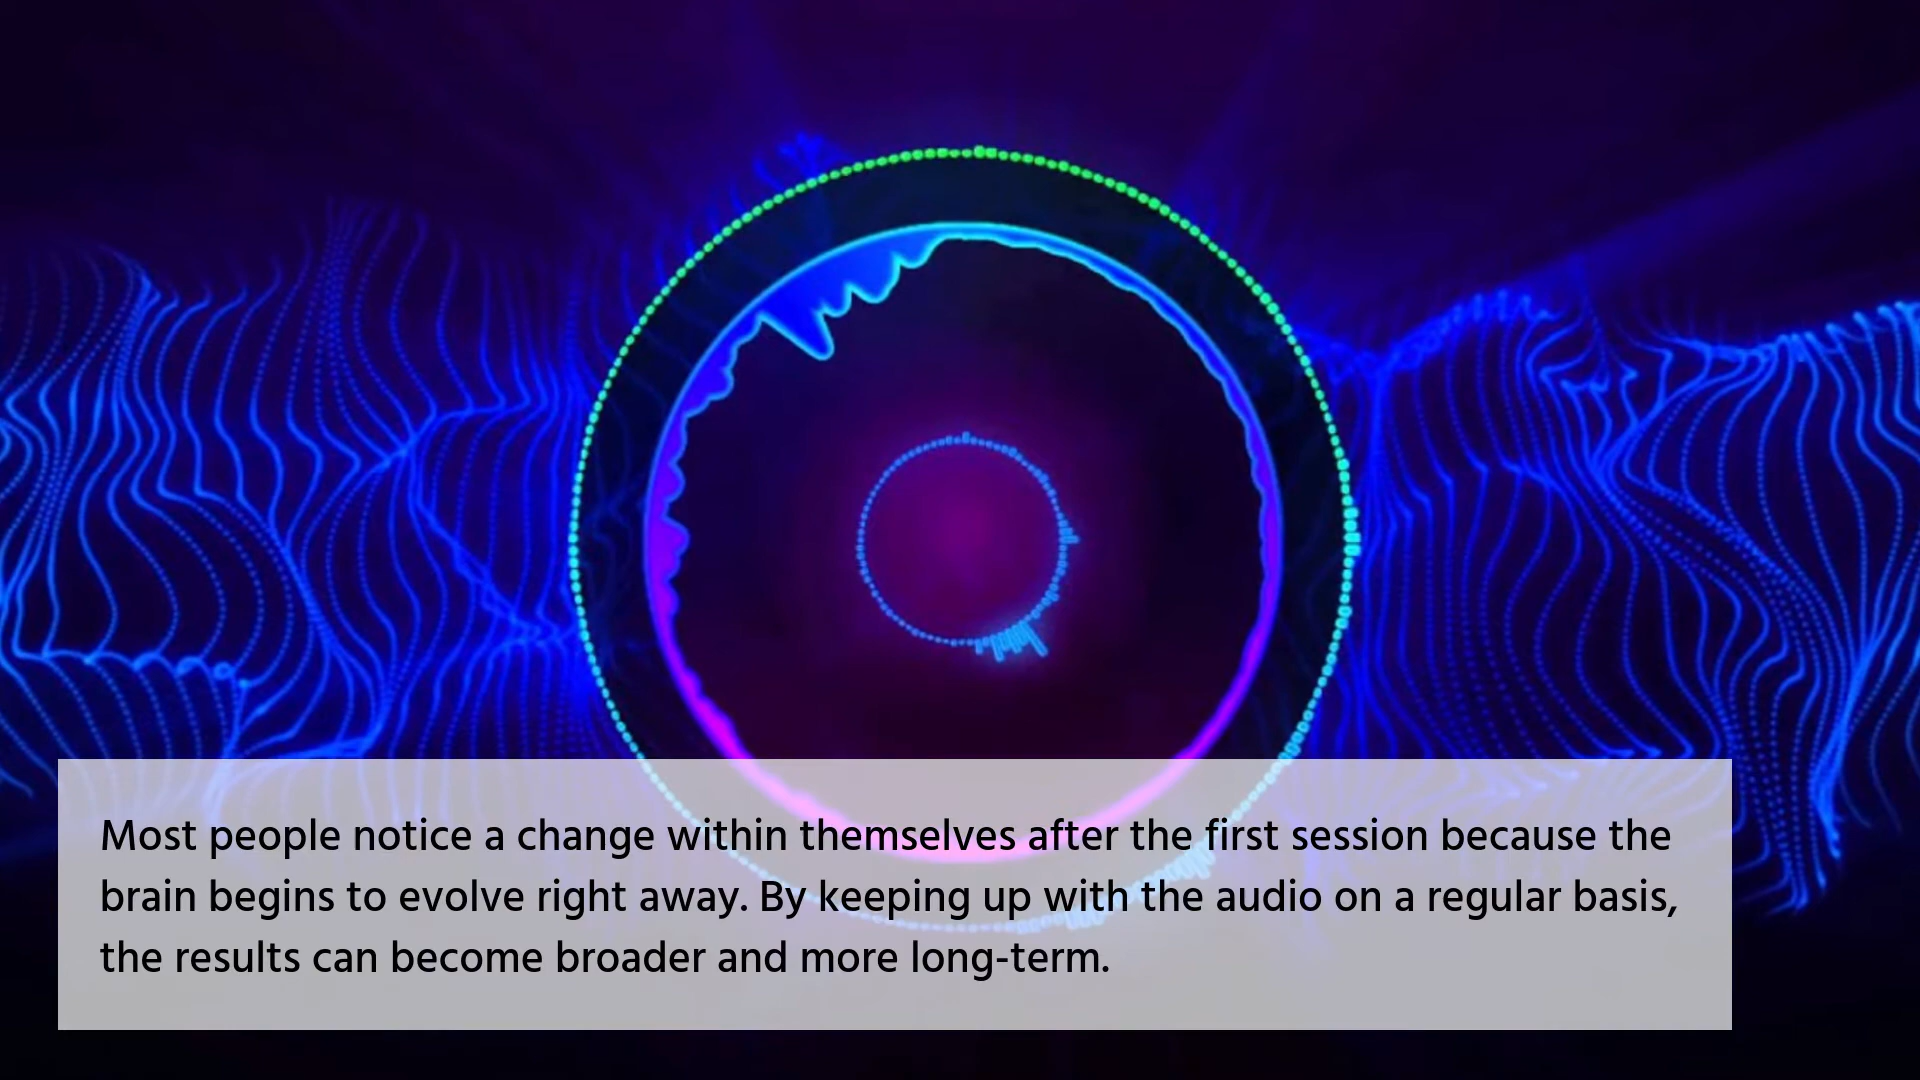 Most people notice a change within themselves after the first session because the
brain begins to evolve right away. By keeping up with the audio on a regular basis,
the results can become broader and more long-term.